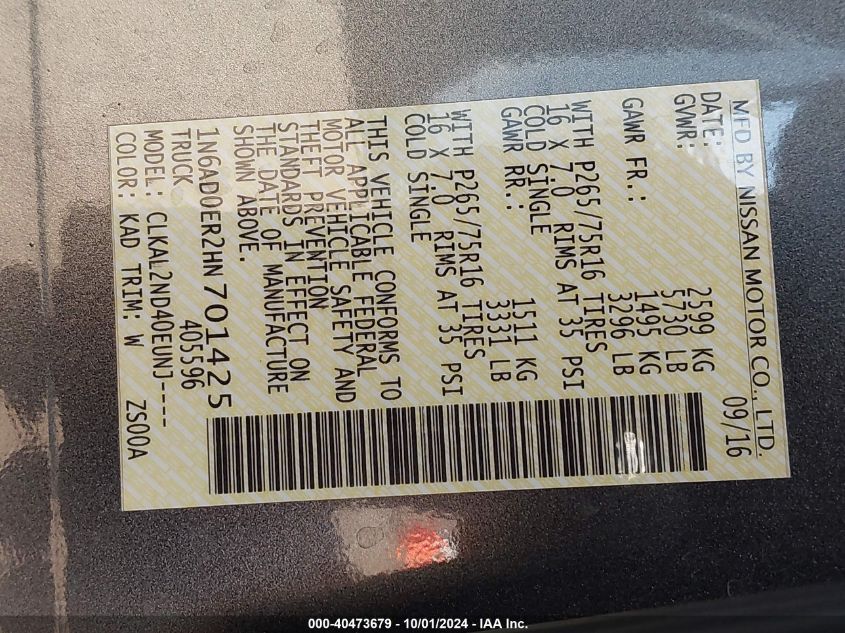 MFD BY NISSAN MOTOR CO., LTD.
DATE: 09/16
GVWR: 2599 KG
5730 LB
GAWR FR.: 1495 KG
3296 LB
WITH P265/75R16 TIRES
16 X 7.0 RIMS AT 35 PSI
COLD SINGLE
GAWR RR.: 1511 KG
3331 LB
WITH P265/75R16 TIRES
16 X 7.0 RIMS AT 35 PSI
COLD SINGLE
THIS VEHICLE CONFORMS TO
ALL APPLICABLE FEDERAL
MOTOR VEHICLE SAFETY AND
THEFT PREVENTION
STANDARDS IN EFFECT ON
THE DATE OF MANUFACTURE
SHOWN ABOVE.
1N6AD0ER2HN701425
TRUCK 405596
MODEL: CLKAL2ND40EUNJ----
COLOR: KAD TRIM: W ZS00A
000-40473679 - 10/01/2024 - IAA Inc.